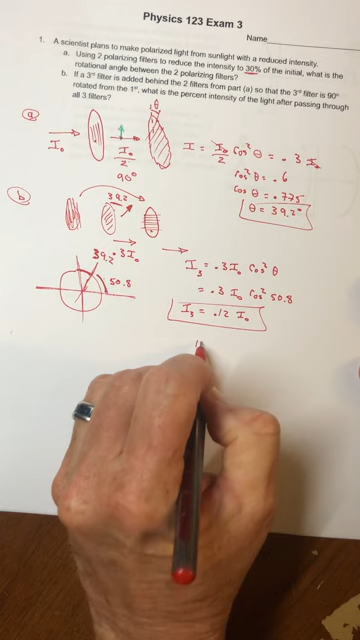 Physics 123 Exam 3
Name
1. A scientist plans to make polarized light from sunlight with a reduced intensity.
a. Using 2 polarizing filters to reduce the intensity to 30% of the initial, what is the
rotational angle between the 2 polarizing filters?
b. If a 3rd filter is added behind the 2 filters from part (a) so that the 3rd filter is 90°
rotated from the 1st, what is the percent intensity of the light after passing through
all 3 filters?
a
θ
I₀
I₀/2
90°
I = I₀/2 cos² θ = .3 I₀
cos² θ = .6
cos θ = .775
θ = 39.2°
b
39.2
.3 I₀
39.2
50.8
I₃ = .3 I₀ cos² θ
= .3 I₀ cos² 50.8
I₃ = .12 I₀